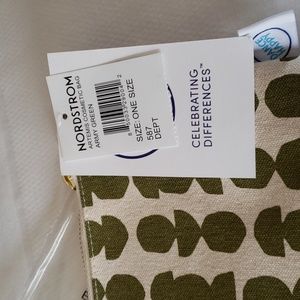 NORDSTROM
ARTEMIS COSMETIC BAG
ARMY GREEN
SIZE: ONE SIZE
587
DEPT
CELEBRATING
DIFFERENCES™